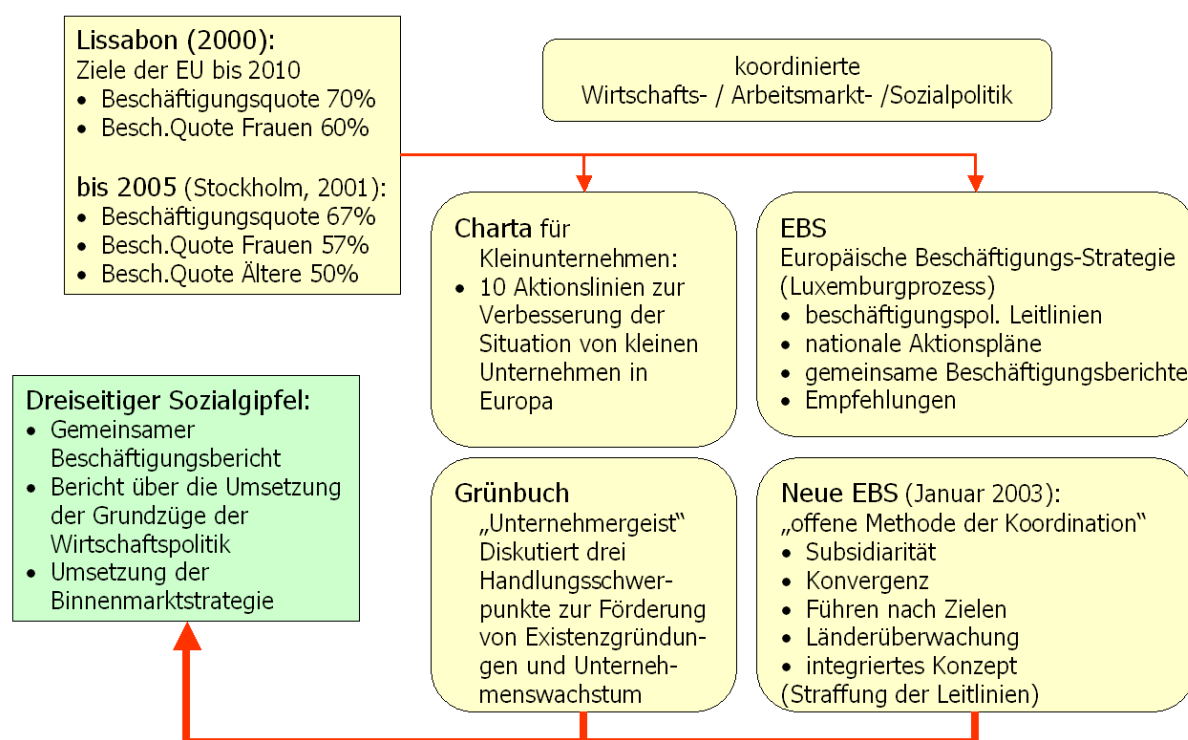 Lissabon (2000):
Ziele der EU bis 2010
• Beschäftigungsquote 70%
• Besch.Quote Frauen 60%
bis 2005 (Stockholm, 2001):
• Beschäftigungsquote 67%
• Besch.Quote Frauen 57%
• Besch.Quote Ältere 50%
koordinierte
Wirtschafts- / Arbeitsmarkt- /Sozialpolitik
Charta für
Kleinunternehmen:
• 10 Aktionslinien zur
Verbesserung der
Situation von kleinen
Unternehmen in
Europa
EBS
Europäische Beschäftigungs-Strategie
(Luxemburgprozess)
• beschäftigungspol. Leitlinien
• nationale Aktionspläne
• gemeinsame Beschäftigungsberichte
• Empfehlungen
Dreiseitiger Sozialgipfel:
• Gemeinsamer
Beschäftigungsbericht
• Bericht über die Umsetzung
der Grundzüge der
Wirtschaftspolitik
• Umsetzung der
Binnenmarktstrategie
Grünbuch
„Unternehmergeist“
Diskutiert drei
Handlungsschwer-
punkte zur Förderung
von Existenzgründun-
gen und Unterneh-
menswachstum
Neue EBS (Januar 2003):
„offene Methode der Koordination“
• Subsidiarität
• Konvergenz
• Führen nach Zielen
• Länderüberwachung
• integriertes Konzept
(Straffung der Leitlinien)